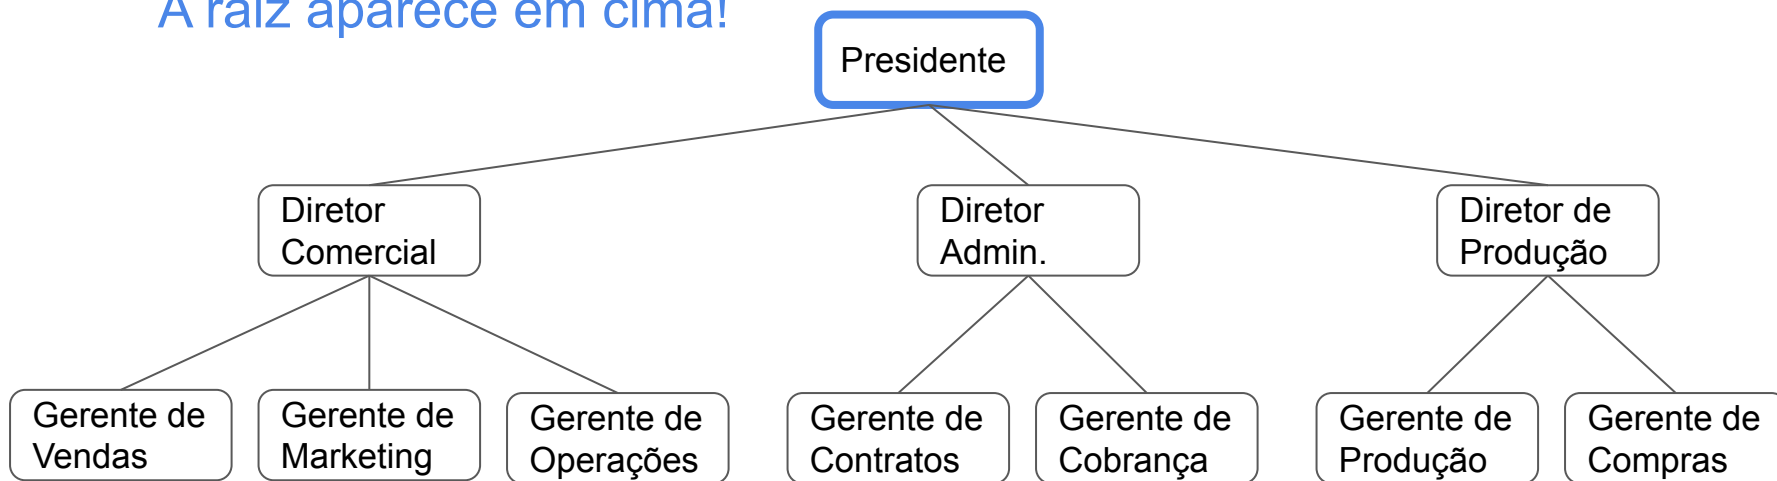 A raiz aparece em cima!
Presidente
Diretor
Comercial
Diretor
Admin.
Diretor de
Produção
Gerente de
Vendas
Gerente de
Marketing
Gerente de
Operações
Gerente de
Contratos
Gerente de
Cobrança
Gerente de
Produção
Gerente de
Compras